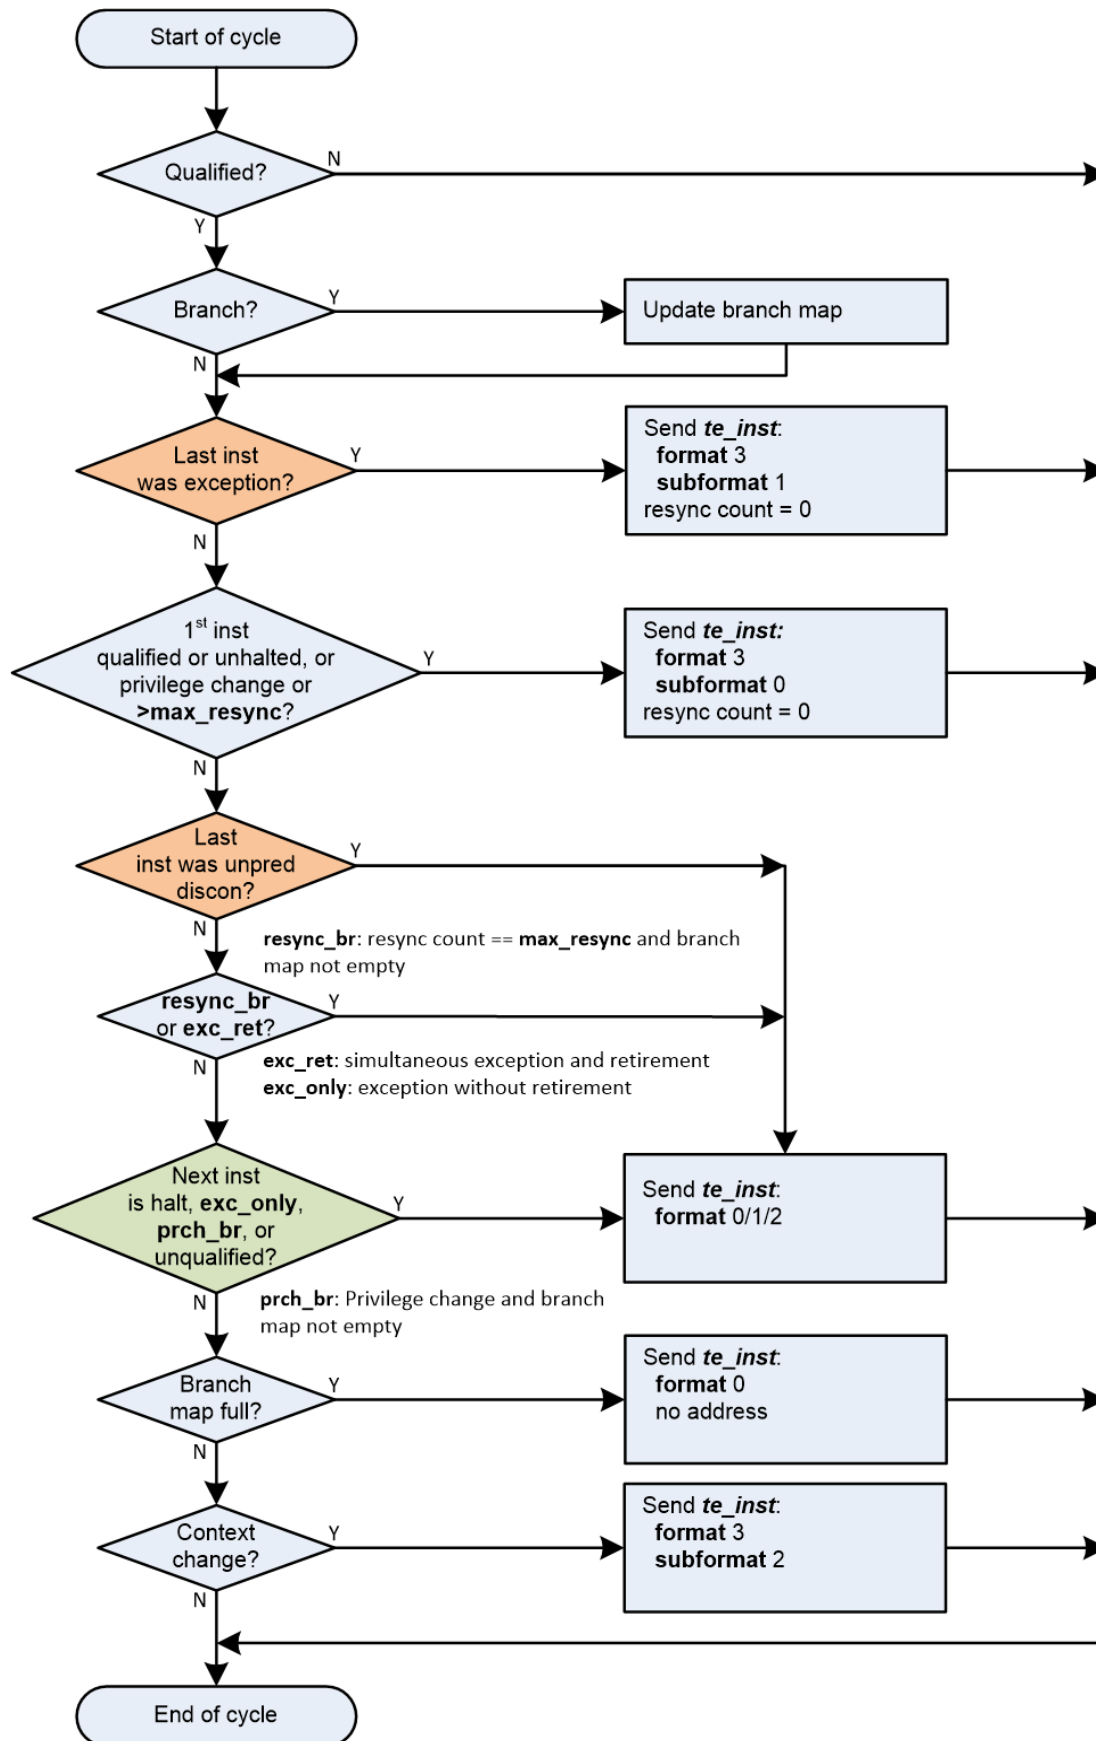 Start of cycle
Qualified?
N
Y
Branch?
Y
Update branch map
N
Last inst
was exception?
Y
Send te_inst:
format 3
subformat 1
resync count = 0
N
1st inst
qualified or unhalted, or
privilege change or
>max_resync?
Y
Send te_inst:
format 3
subformat 0
resync count = 0
N
Last
inst was unpred
discon?
Y
N
resync_br: resync count == max_resync and branch
map not empty
resync_br
or exc_ret?
Y
N
exc_ret: simultaneous exception and retirement
exc_only: exception without retirement
Next inst
is halt, exc_only,
prch_br, or
unqualified?
Y
Send te_inst:
format 0/1/2
N
prch_br: Privilege change and branch
map not empty
Branch
map full?
Y
Send te_inst:
format 0
no address
N
Context
change?
Y
Send te_inst:
format 3
subformat 2
N
End of cycle